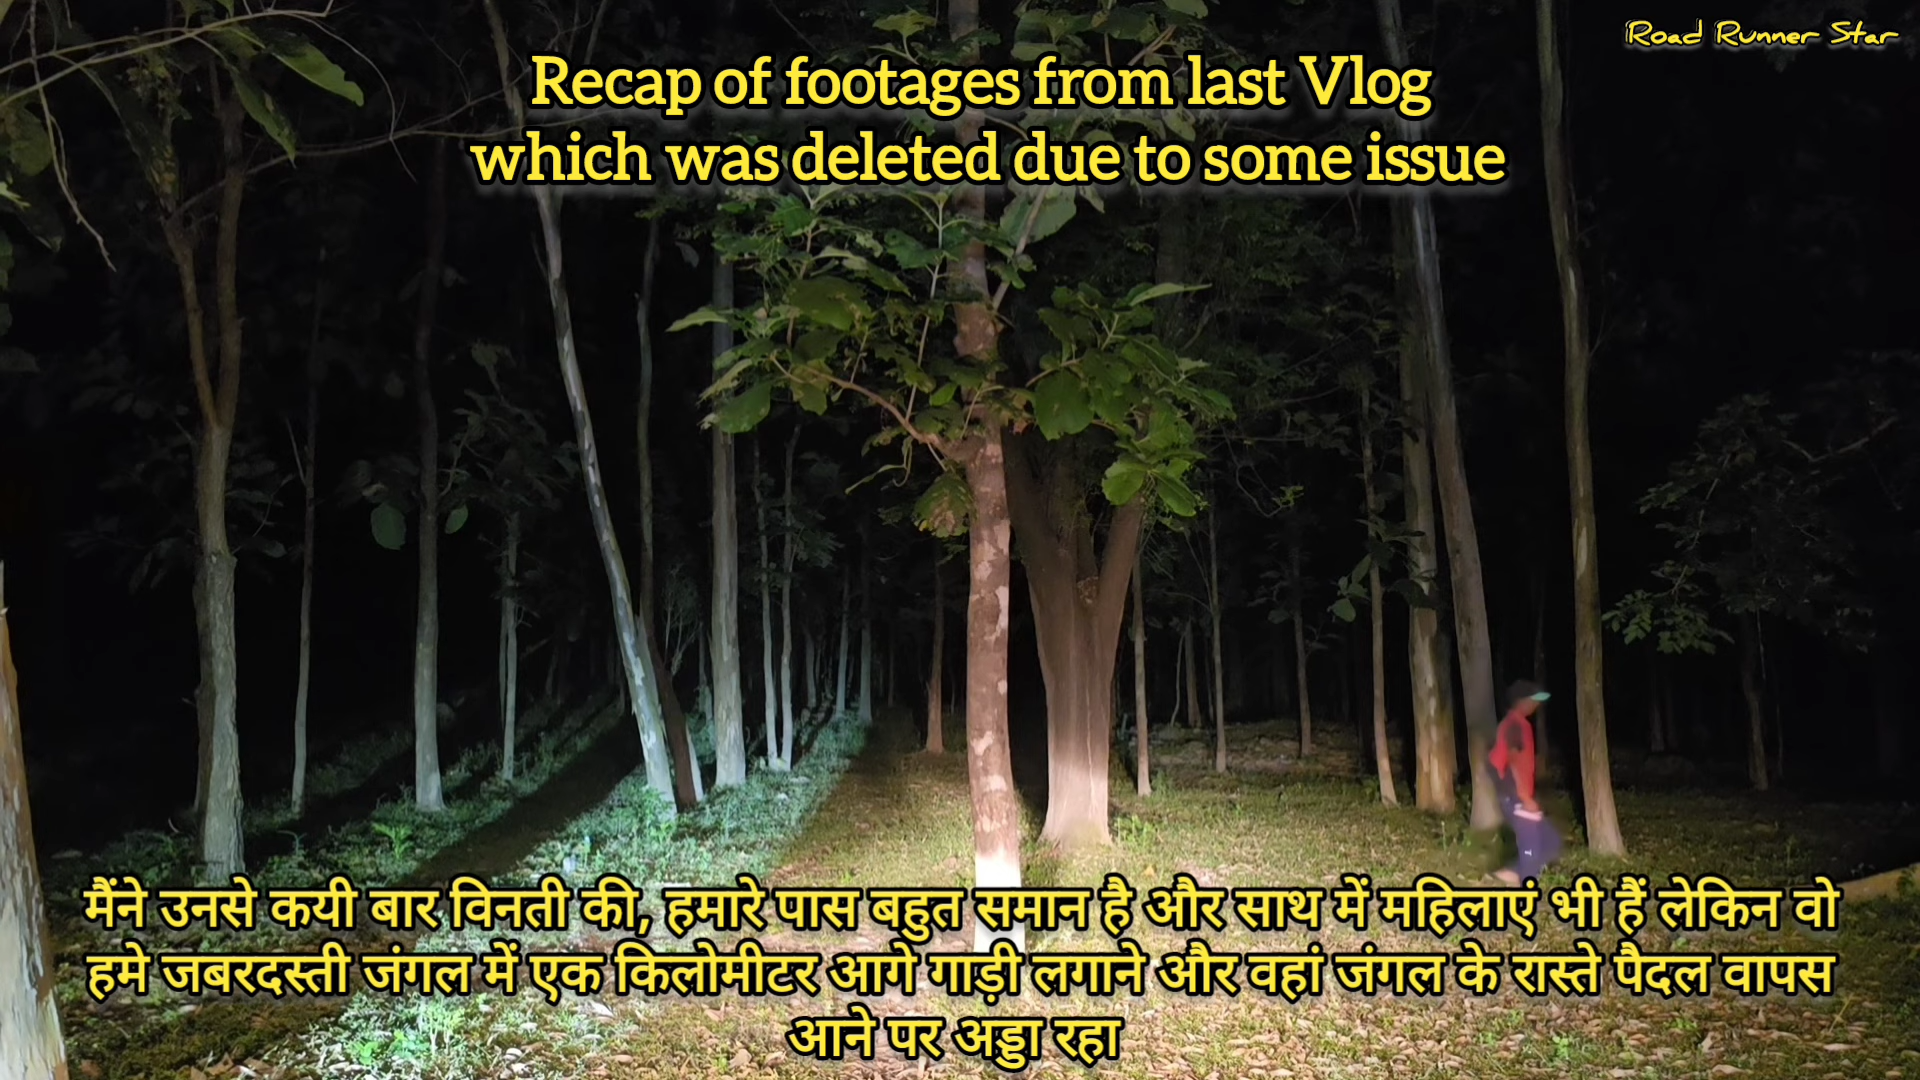 Road Runner Star
Recap of footages from last Vlog
which was deleted due to some issue
मैंने उनसे कयी बार विनती की, हमारे पास बहुत समान है और साथ में महिलाएं भी हैं लेकिन वो
हमे जबरदस्ती जंगल में एक किलोमीटर आगे गाड़ी लगाने और वहां जंगल के रास्ते पैदल वापस
आने पर अड्डा रहा